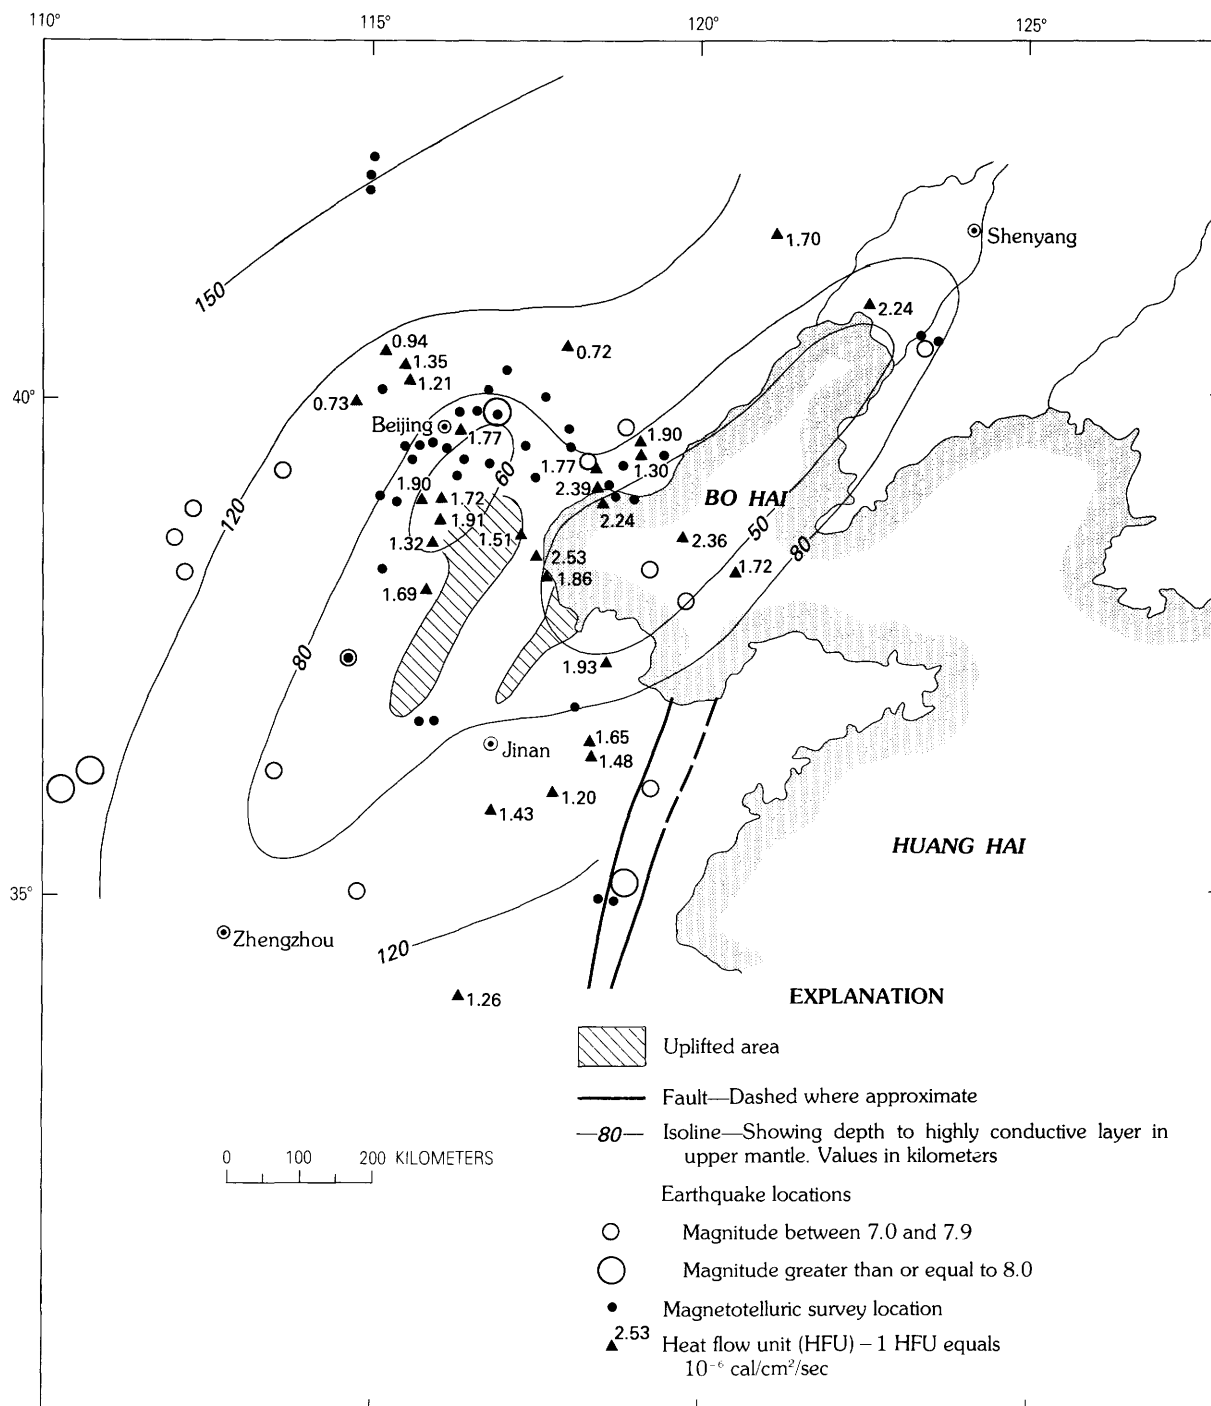 110° 115° 120° 125°
Shenyang
1.70
150
2.24
0.94
1.35
1.21
0.72
0.73
40°
Beijing
1.77
1.90
1.77
1.30
60
1.90
1.72
2.39
BO HAI
120
1.91
2.24
50
1.32
1.51
2.36
80
2.53
1.72
1.86
1.69
80
1.93
1.65
Jinan
1.48
1.20
1.43
HUANG HAI
35°
Zhengzhou
120
1.26
EXPLANATION
Uplifted area
Fault—Dashed where approximate
—80— Isoline—Showing depth to highly conductive layer in
upper mantle. Values in kilometers
0 100 200 KILOMETERS
Earthquake locations
Magnitude between 7.0 and 7.9
Magnitude greater than or equal to 8.0
Magnetotelluric survey location
2.53 Heat flow unit (HFU) – 1 HFU equals
10⁻⁶ cal/cm²/sec